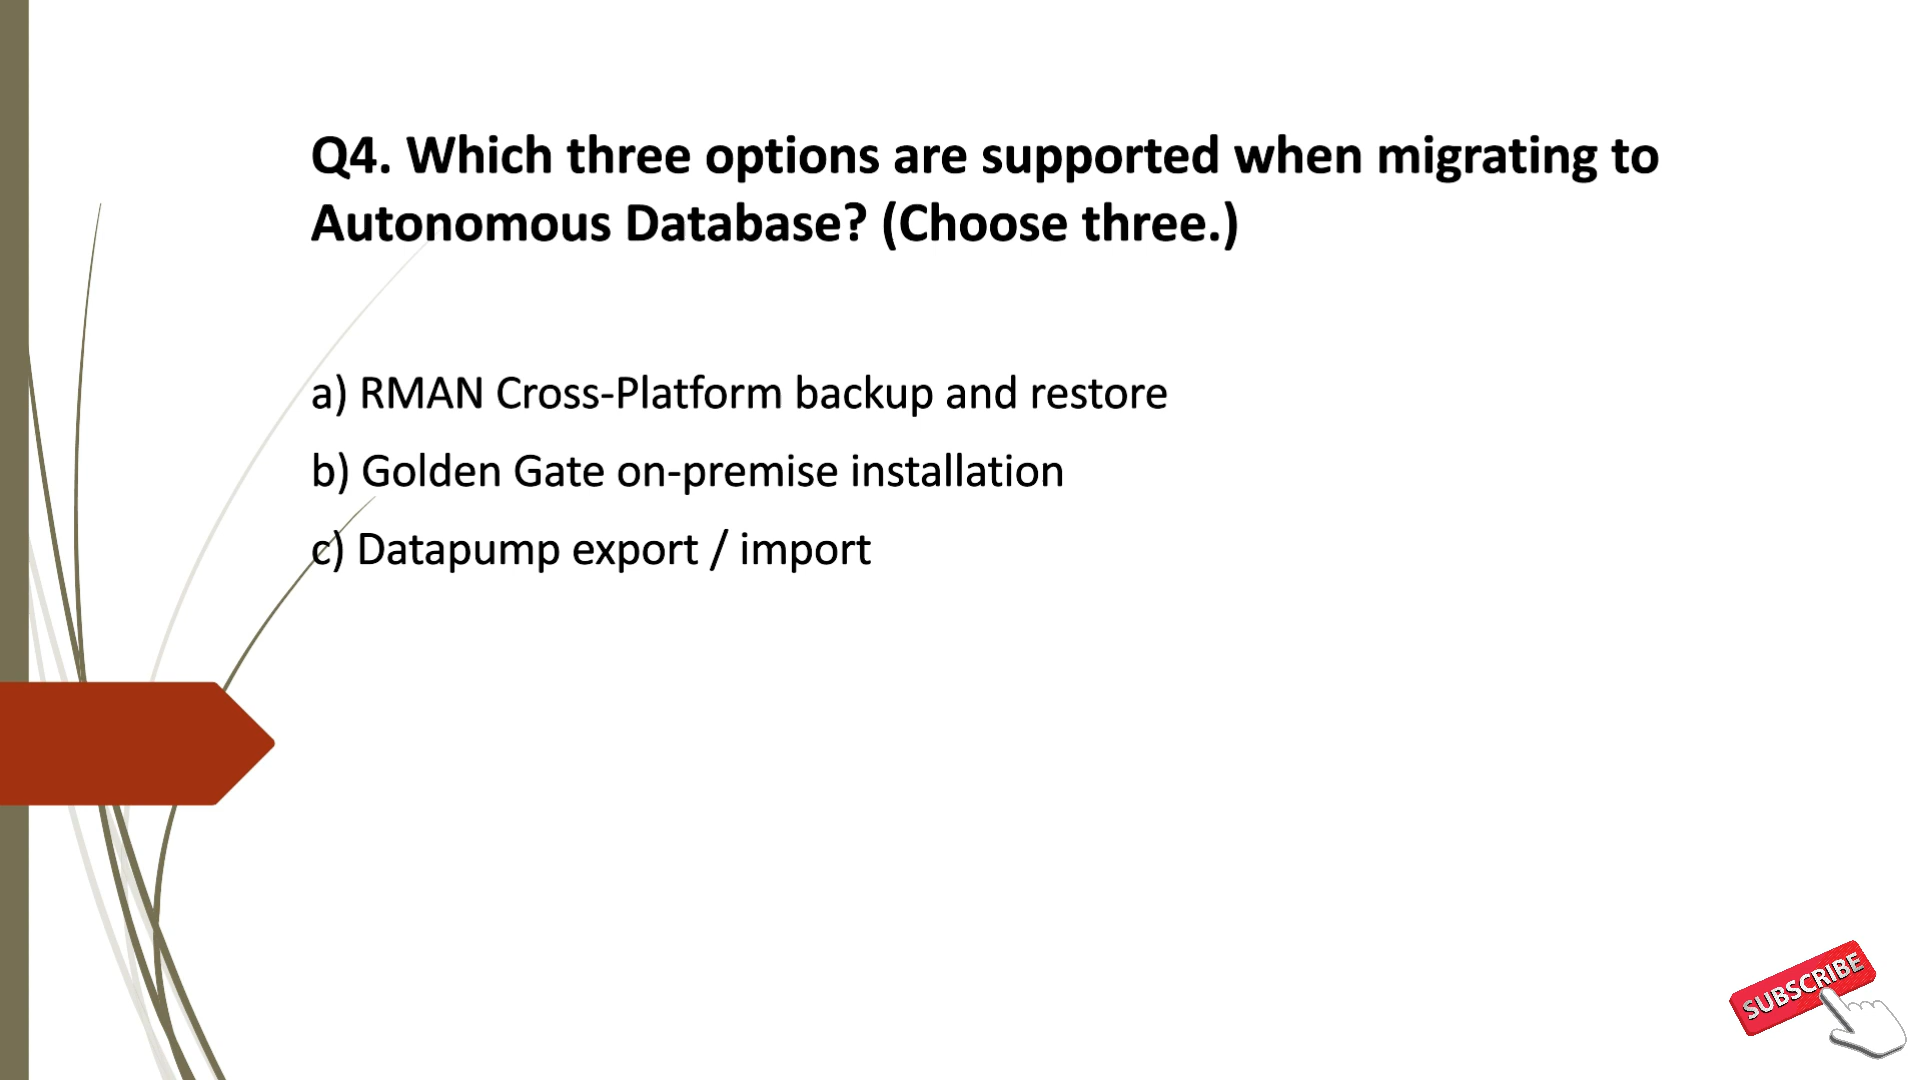 Q4. Which three options are supported when migrating to
Autonomous Database? (Choose three.)
a) RMAN Cross-Platform backup and restore
b) Golden Gate on-premise installation
c) Datapump export / import
SUBSCRIBE